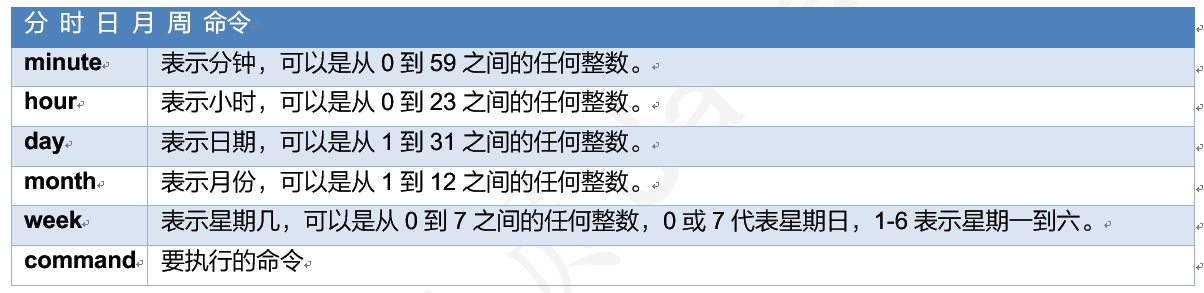 分 时 日 月 周 命令
minute 表示分钟，可以是从 0 到 59 之间的任何整数。
hour 表示小时，可以是从 0 到 23 之间的任何整数。
day 表示日期，可以是从 1 到 31 之间的任何整数。
month 表示月份，可以是从 1 到 12 之间的任何整数。
week 表示星期几，可以是从 0 到 7 之间的任何整数，0 或 7 代表星期日，1-6 表示星期一到六。
command 要执行的命令